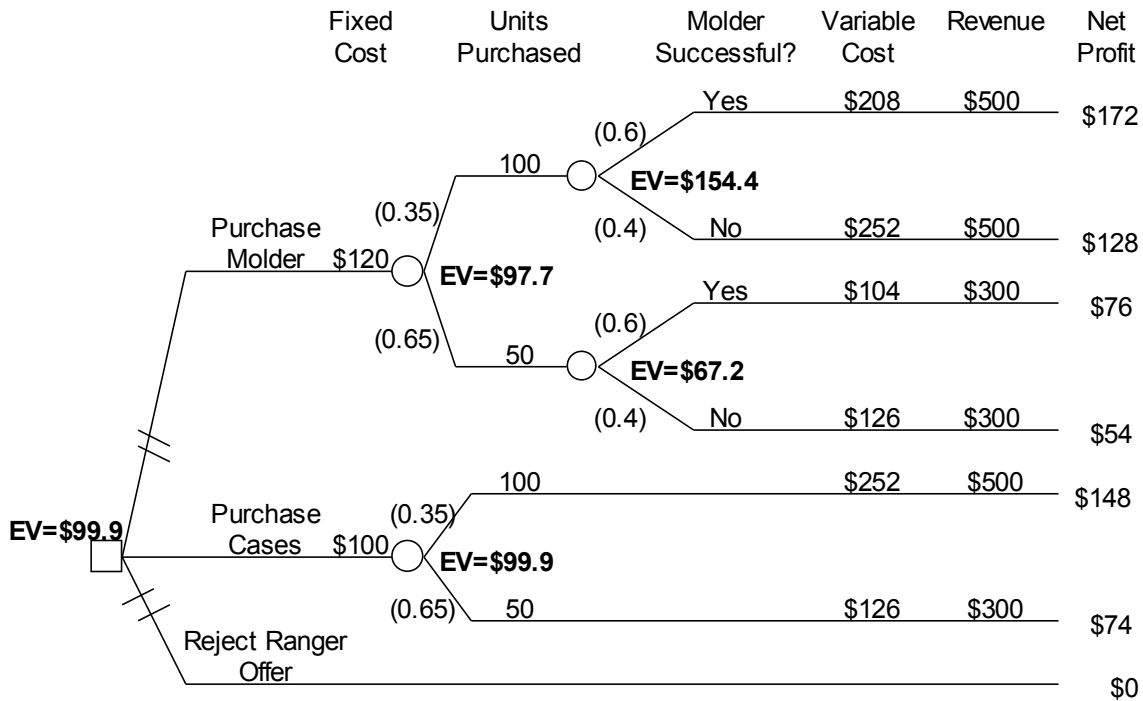 Fixed Cost
Units Purchased
Molder Successful?
Variable Cost
Revenue
Net Profit
Yes $208 $500 $172
(0.6)
100
EV=$154.4
(0.35)
(0.4) No $252 $500 $128
Purchase Molder $120
EV=$97.7
Yes $104 $300 $76
(0.6)
(0.65)
50
EV=$67.2
(0.4) No $126 $300 $54
100 $252 $500 $148
(0.35)
EV=$99.9
Purchase Cases $100
EV=$99.9
(0.65) 50 $126 $300 $74
Reject Ranger Offer
$0